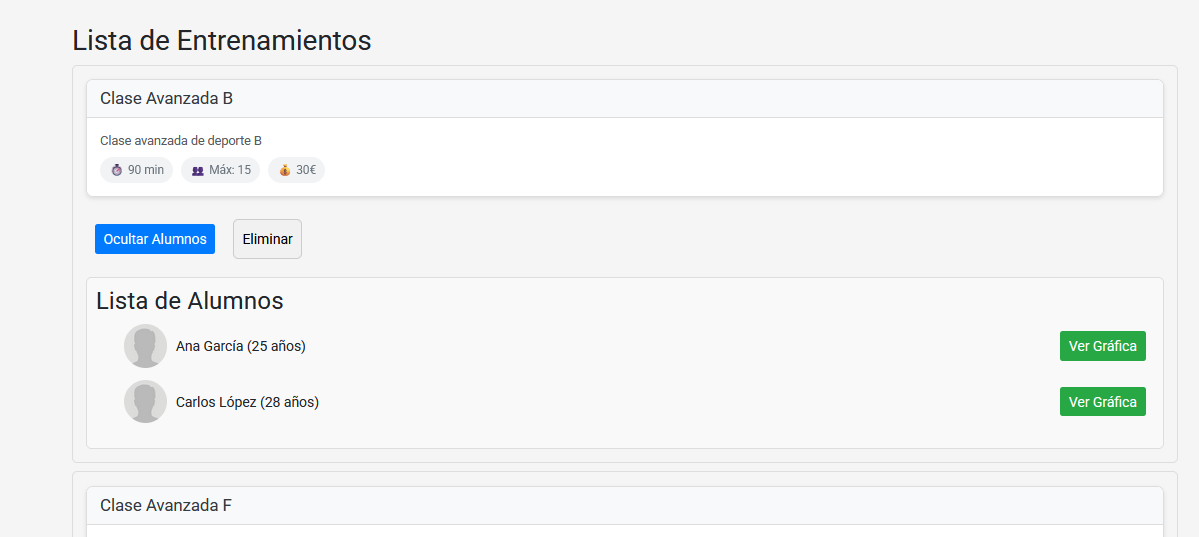 Lista de Entrenamientos
Clase Avanzada B
Clase avanzada de deporte B
90 min Máx: 15 30€
Ocultar Alumnos Eliminar
Lista de Alumnos
Ana García (25 años) Ver Gráfica
Carlos López (28 años) Ver Gráfica
Clase Avanzada F